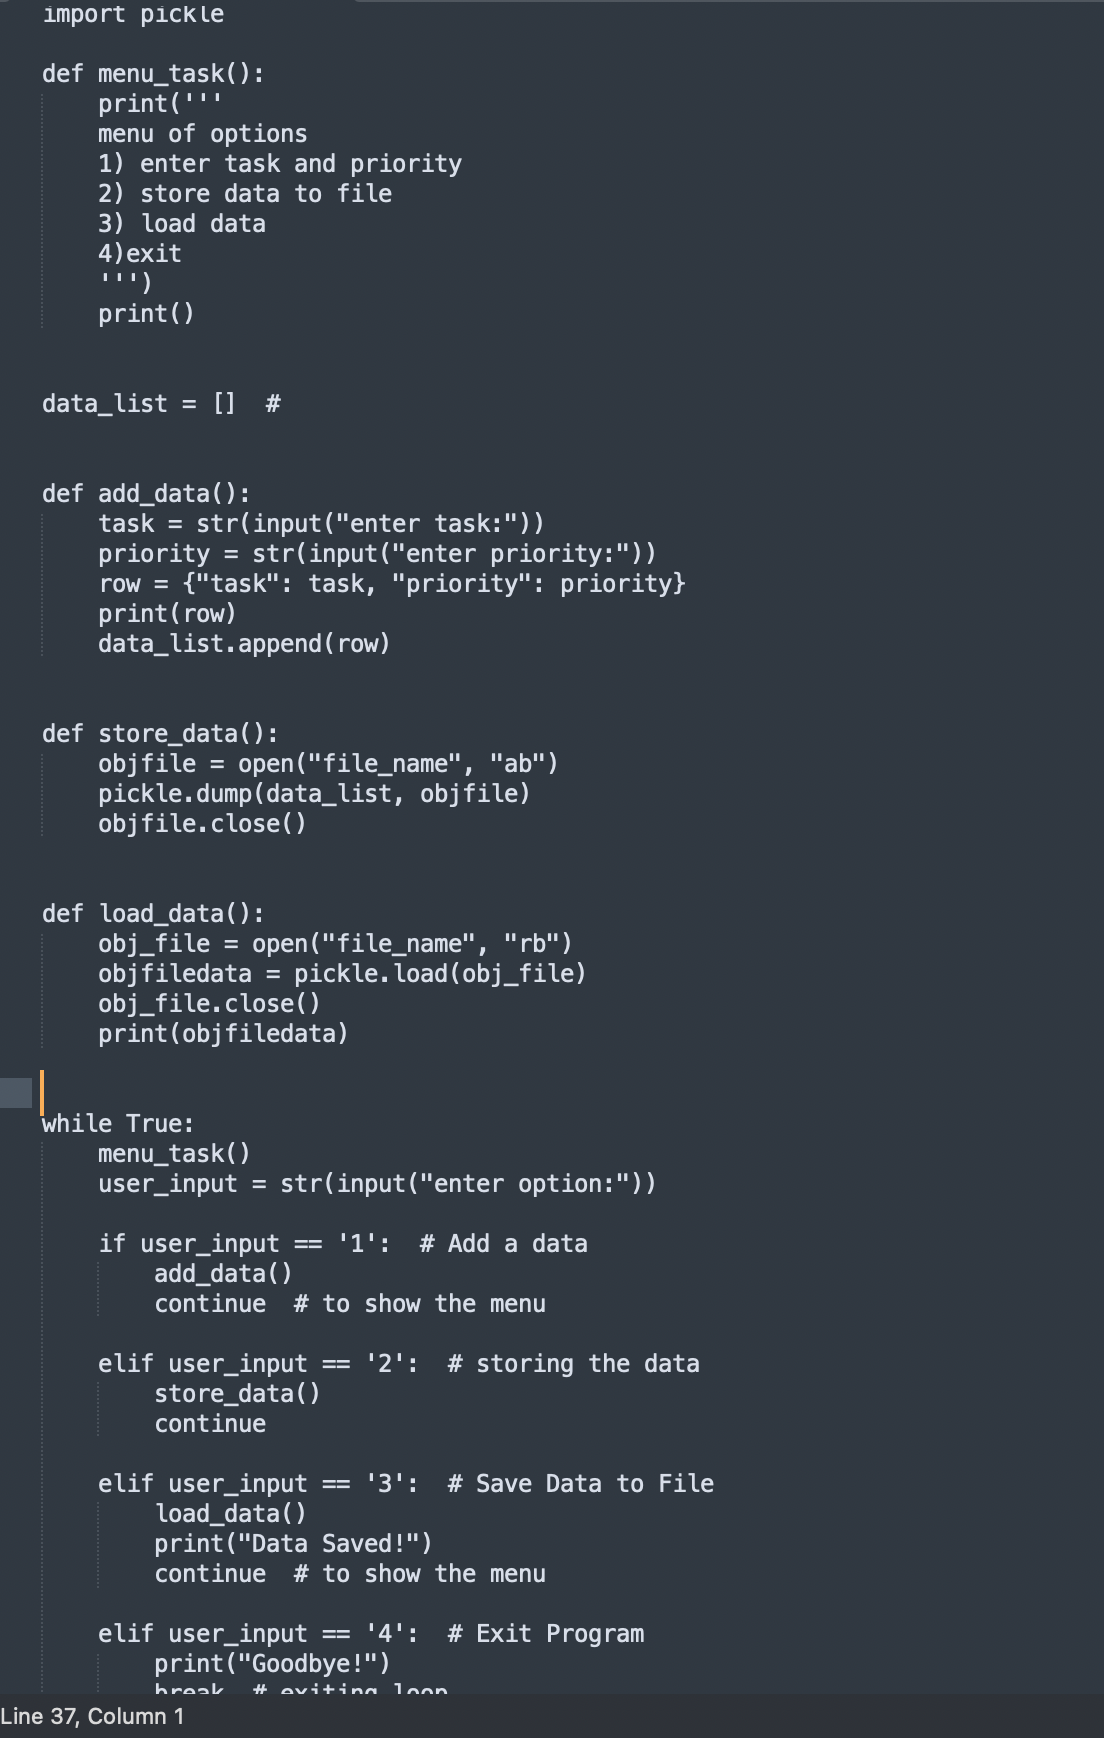 import pickle

def menu_task():
    print('''
    menu of options
    1) enter task and priority
    2) store data to file
    3) load data
    4)exit
    ''')
    print()


data_list = []  #


def add_data():
    task = str(input("enter task:"))
    priority = str(input("enter priority:"))
    row = {"task": task, "priority": priority}
    print(row)
    data_list.append(row)


def store_data():
    objfile = open("file_name", "ab")
    pickle.dump(data_list, objfile)
    objfile.close()


def load_data():
    obj_file = open("file_name", "rb")
    objfiledata = pickle.load(obj_file)
    obj_file.close()
    print(objfiledata)


while True:
    menu_task()
    user_input = str(input("enter option:"))

    if user_input == '1':  # Add a data
        add_data()
        continue  # to show the menu

    elif user_input == '2':  # storing the data
        store_data()
        continue

    elif user_input == '3':  # Save Data to File
        load_data()
        print("Data Saved!")
        continue  # to show the menu

    elif user_input == '4':  # Exit Program
        print("Goodbye!")
        break  # exiting loop
Line 37, Column 1